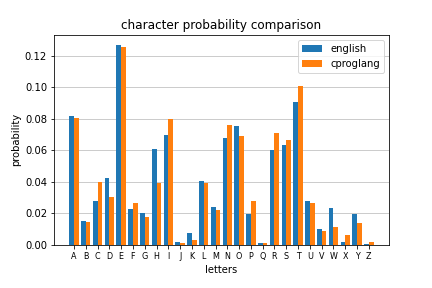 character probability comparison
english
cproglang
probability
0.12
0.10
0.08
0.06
0.04
0.02
0.00
A B C D E F G H I J K L M N O P Q R S T U V W X Y Z
letters